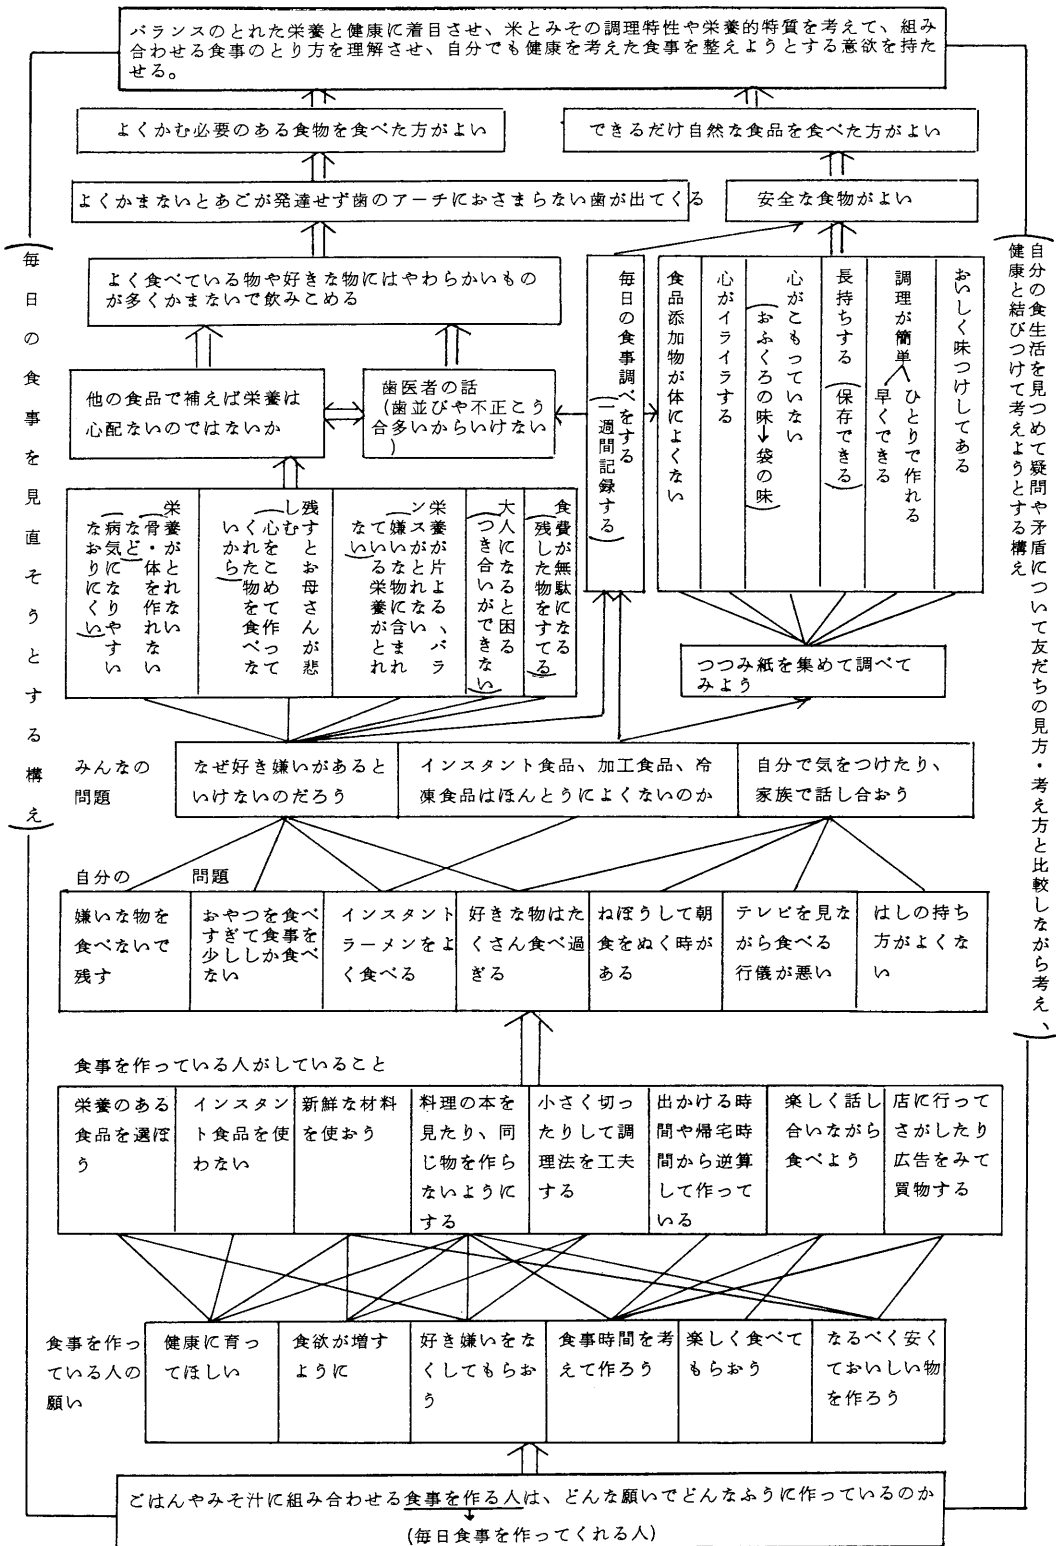 バランスのとれた栄養と健康に着目させ、米とみその調理特性や栄養的特質を考えて、組み
合わせる食事のとり方を理解させ、自分でも健康を考えた食事を整えようとする意欲を持た
せる。
よくかむ必要のある食物を食べた方がよい
できるだけ自然な食品を食べた方がよい
よくかまないとあごが発達せず歯のアーチにおさまらない歯が出てくる
安全な食物がよい
(毎日の食事を見直そうとする構え)
自分の食生活を見つめて疑問や矛盾について友だちの見方・考え方と比較しながら考え、
健康と結びつけて考えようとする構え
よく食べている物や好きな物にはやわらかいもの
が多くかまないで飲みこめる
他の食品で補えば栄養は
心配ないのではないか
歯医者の話
(歯並びや不正こう
合多いからいけない
)
毎日の食事調べをする
(一週間記録する)
おいしく味つけしてある
調理が簡単
ひとりで作れる
早くできる
長持ちする(保存できる)
心がこもっていない
(おふくろの味→袋の味)
心がイライラする
食品添加物が体によくない
食費が無駄になる
(残した物をすてる)
大人になると困る
(つき合いができない)
栄養が片よる、バラ
ンスがとれない
(嫌いな物に含まれ
ている栄養がとれ
ない)
残すとお母さんが悲
しむ
(心をこめて作って
くれた物を食べな
いから)
栄養がとれない
(骨・体を作れない
など)
(病気になりやすい
なおりにくい)
つつみ紙を集めて調べて
みよう
みんなの
問題
なぜ好き嫌いがあると
いけないのだろう
インスタント食品、加工食品、冷
凍食品はほんとうによくないのか
自分で気をつけたり、
家族で話し合おう
自分の 問題
嫌いな物を
食べないで
残す
おやつを食べ
すぎて食事を
少ししか食べ
ない
インスタント
ラーメンをよ
く食べる
好きな物はた
くさん食べ過
ぎる
ねぼうして朝
食をぬく時が
ある
テレビを見な
がら食べる
行儀が悪い
はしの持ち
方がよくな
い
食事を作っている人がしていること
栄養のある
食品を選ぼ
う
インスタン
ト食品を使
わない
新鮮な材料
を使おう
料理の本を
見たり、同
じ物を作ら
ないように
する
小さく切っ
たりして調
理法を工夫
する
出かける時
間や帰宅時
間から逆算
して作って
いる
楽しく話し
合いながら
食べよう
店に行って
さがしたり
広告をみて
買物する
食事を作っ
ている人の
願い
健康に育っ
てほしい
食欲が増す
ように
好き嫌いをな
くしてもらお
う
食事時間を考
えて作ろう
楽しく食べて
もらおう
なるべく安く
ておいしい物
を作ろう
ごはんやみそ汁に組み合わせる食事を作る人は、どんな願いでどんなふうに作っているのか
(毎日食事を作ってくれる人)